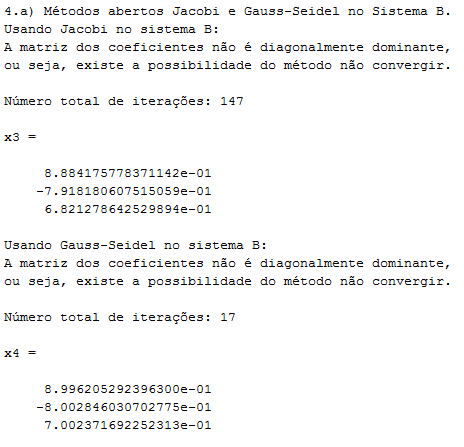 4.a) Métodos abertos Jacobi e Gauss-Seidel no Sistema B.
Usando Jacobi no sistema B:
A matriz dos coeficientes não é diagonalmente dominante,
ou seja, existe a possibilidade do método não convergir.
Número total de iterações: 147
x3 =
8.884175778371142e-01
-7.918180607515059e-01
6.821278642529894e-01
Usando Gauss-Seidel no sistema B:
A matriz dos coeficientes não é diagonalmente dominante,
ou seja, existe a possibilidade do método não convergir.
Número total de iterações: 17
x4 =
8.996205292396300e-01
-8.002846030702775e-01
7.002371692252313e-01